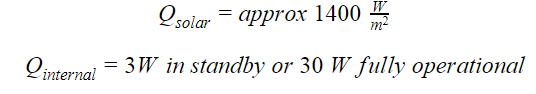 Q_solar = approx 1400 W/m²
Q_internal = 3W in standby or 30 W fully operational